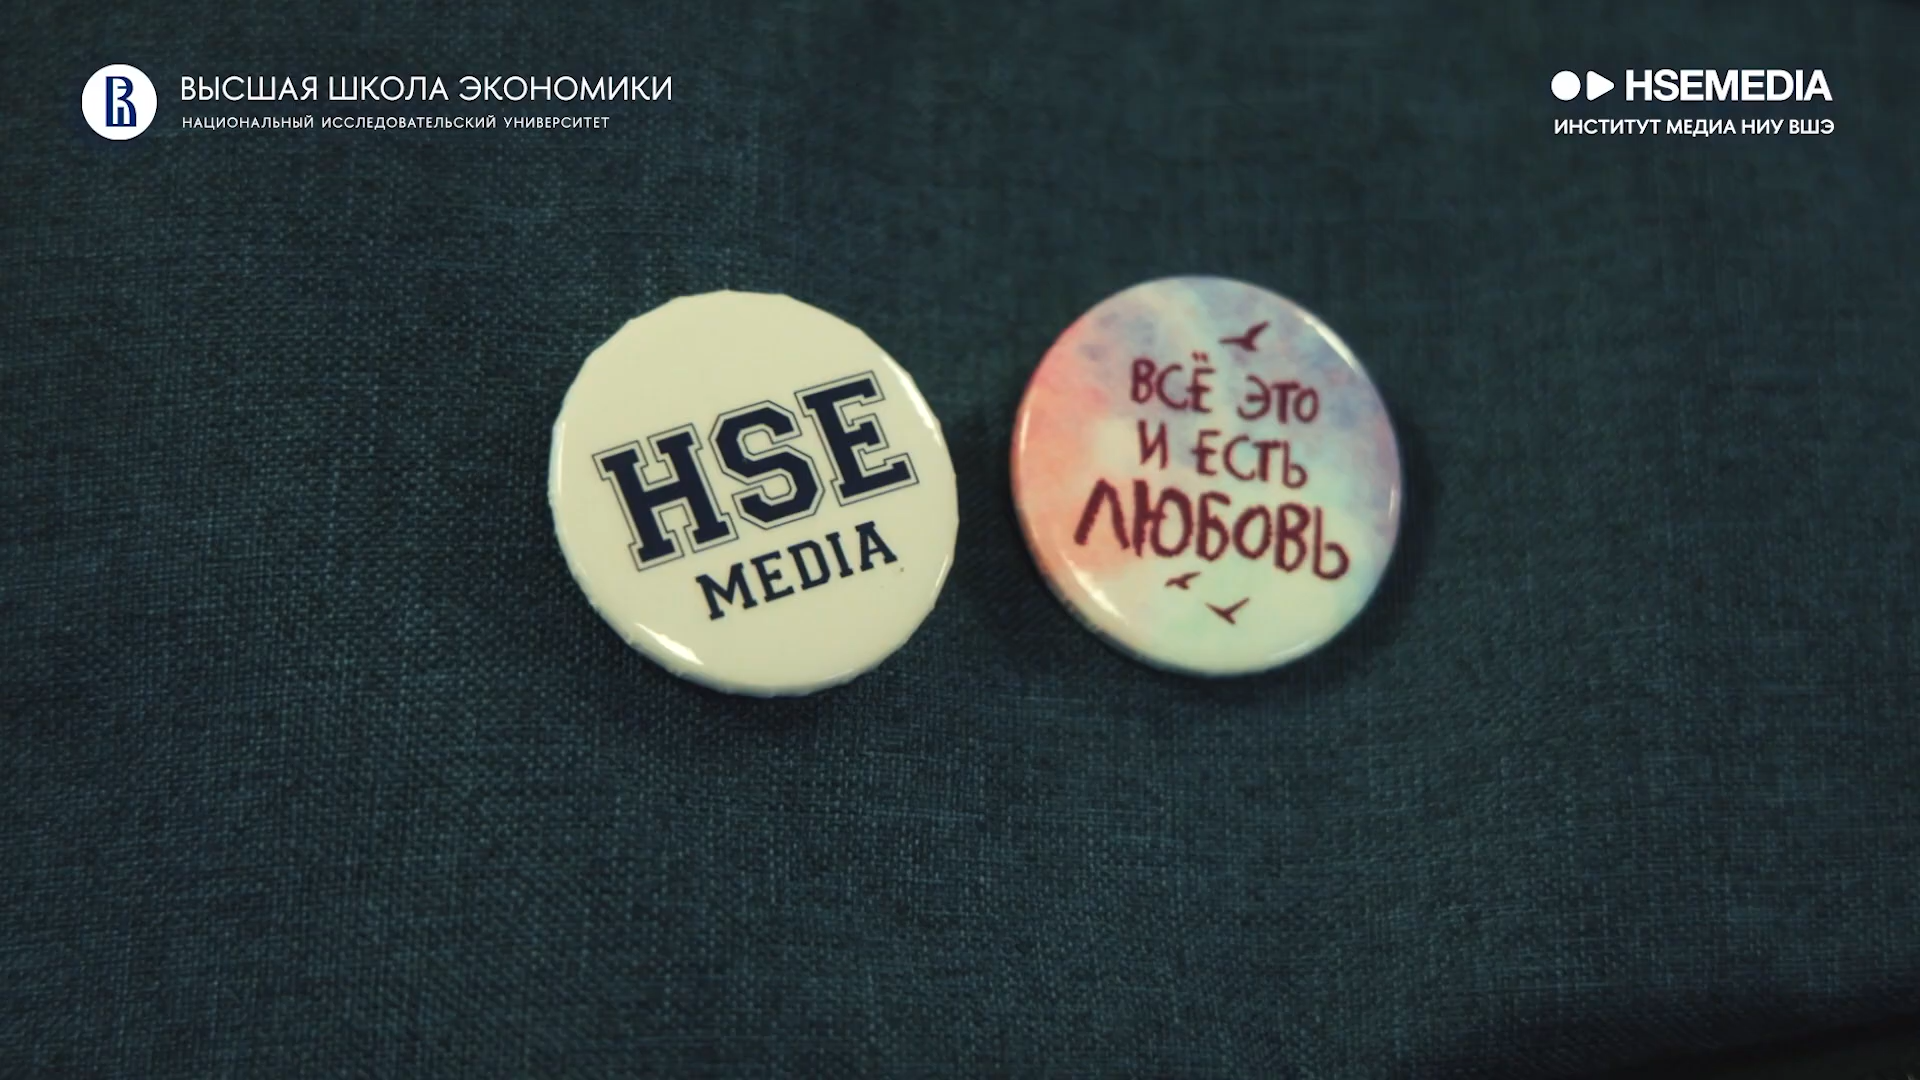 ВЫСШАЯ ШКОЛА ЭКОНОМИКИ
НАЦИОНАЛЬНЫЙ ИССЛЕДОВАТЕЛЬСКИЙ УНИВЕРСИТЕТ
HSEMEDIA
ИНСТИТУТ МЕДИА НИУ ВШЭ
HSE
MEDIA
ВСЁ ЭТО
И ЕСТЬ
ЛЮБОВЬ